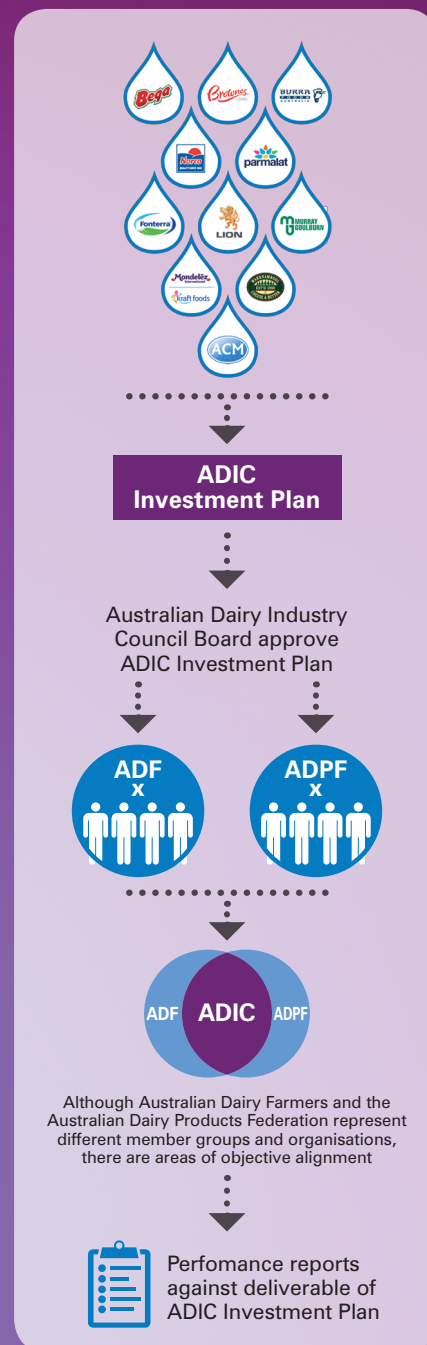 Bega
Brownes
BURRA
FOODS
AUSTRALIA
Norco
parmalat
Fonterra
LION
MURRAY
GOULBURN
Mondelēz
International
kraft foods
WARRNAMBOOL
CHEESE & BUTTER
ACM
ADIC
Investment Plan
Australian Dairy Industry
Council Board approve
ADIC Investment Plan
ADF
x
ADPF
x
ADF ADIC ADPF
Although Australian Dairy Farmers and the
Australian Dairy Products Federation represent
different member groups and organisations,
there are areas of objective alignment
Perfomance reports
against deliverable of
ADIC Investment Plan